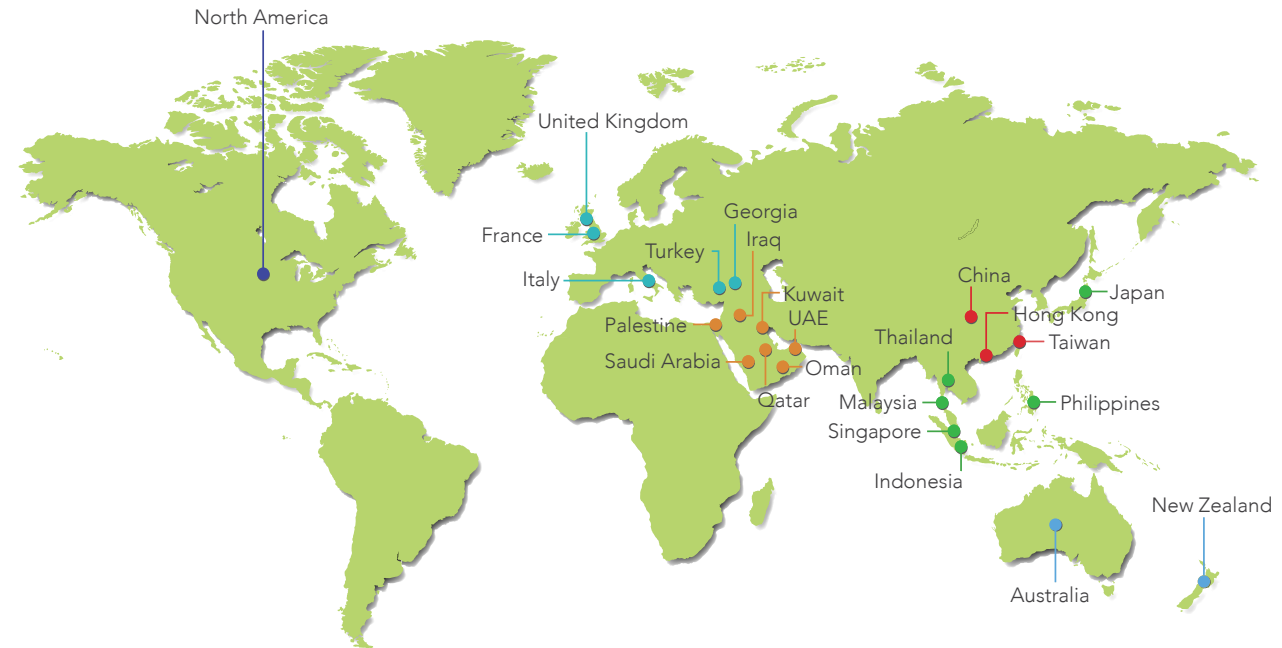 North America
United Kingdom
Georgia
France
Iraq
Turkey
Italy
China
Kuwait
Japan
Hong Kong
UAE
Palestine
Thailand
Taiwan
Saudi Arabia
Oman
Qatar
Malaysia
Philippines
Singapore
Indonesia
New Zealand
Australia